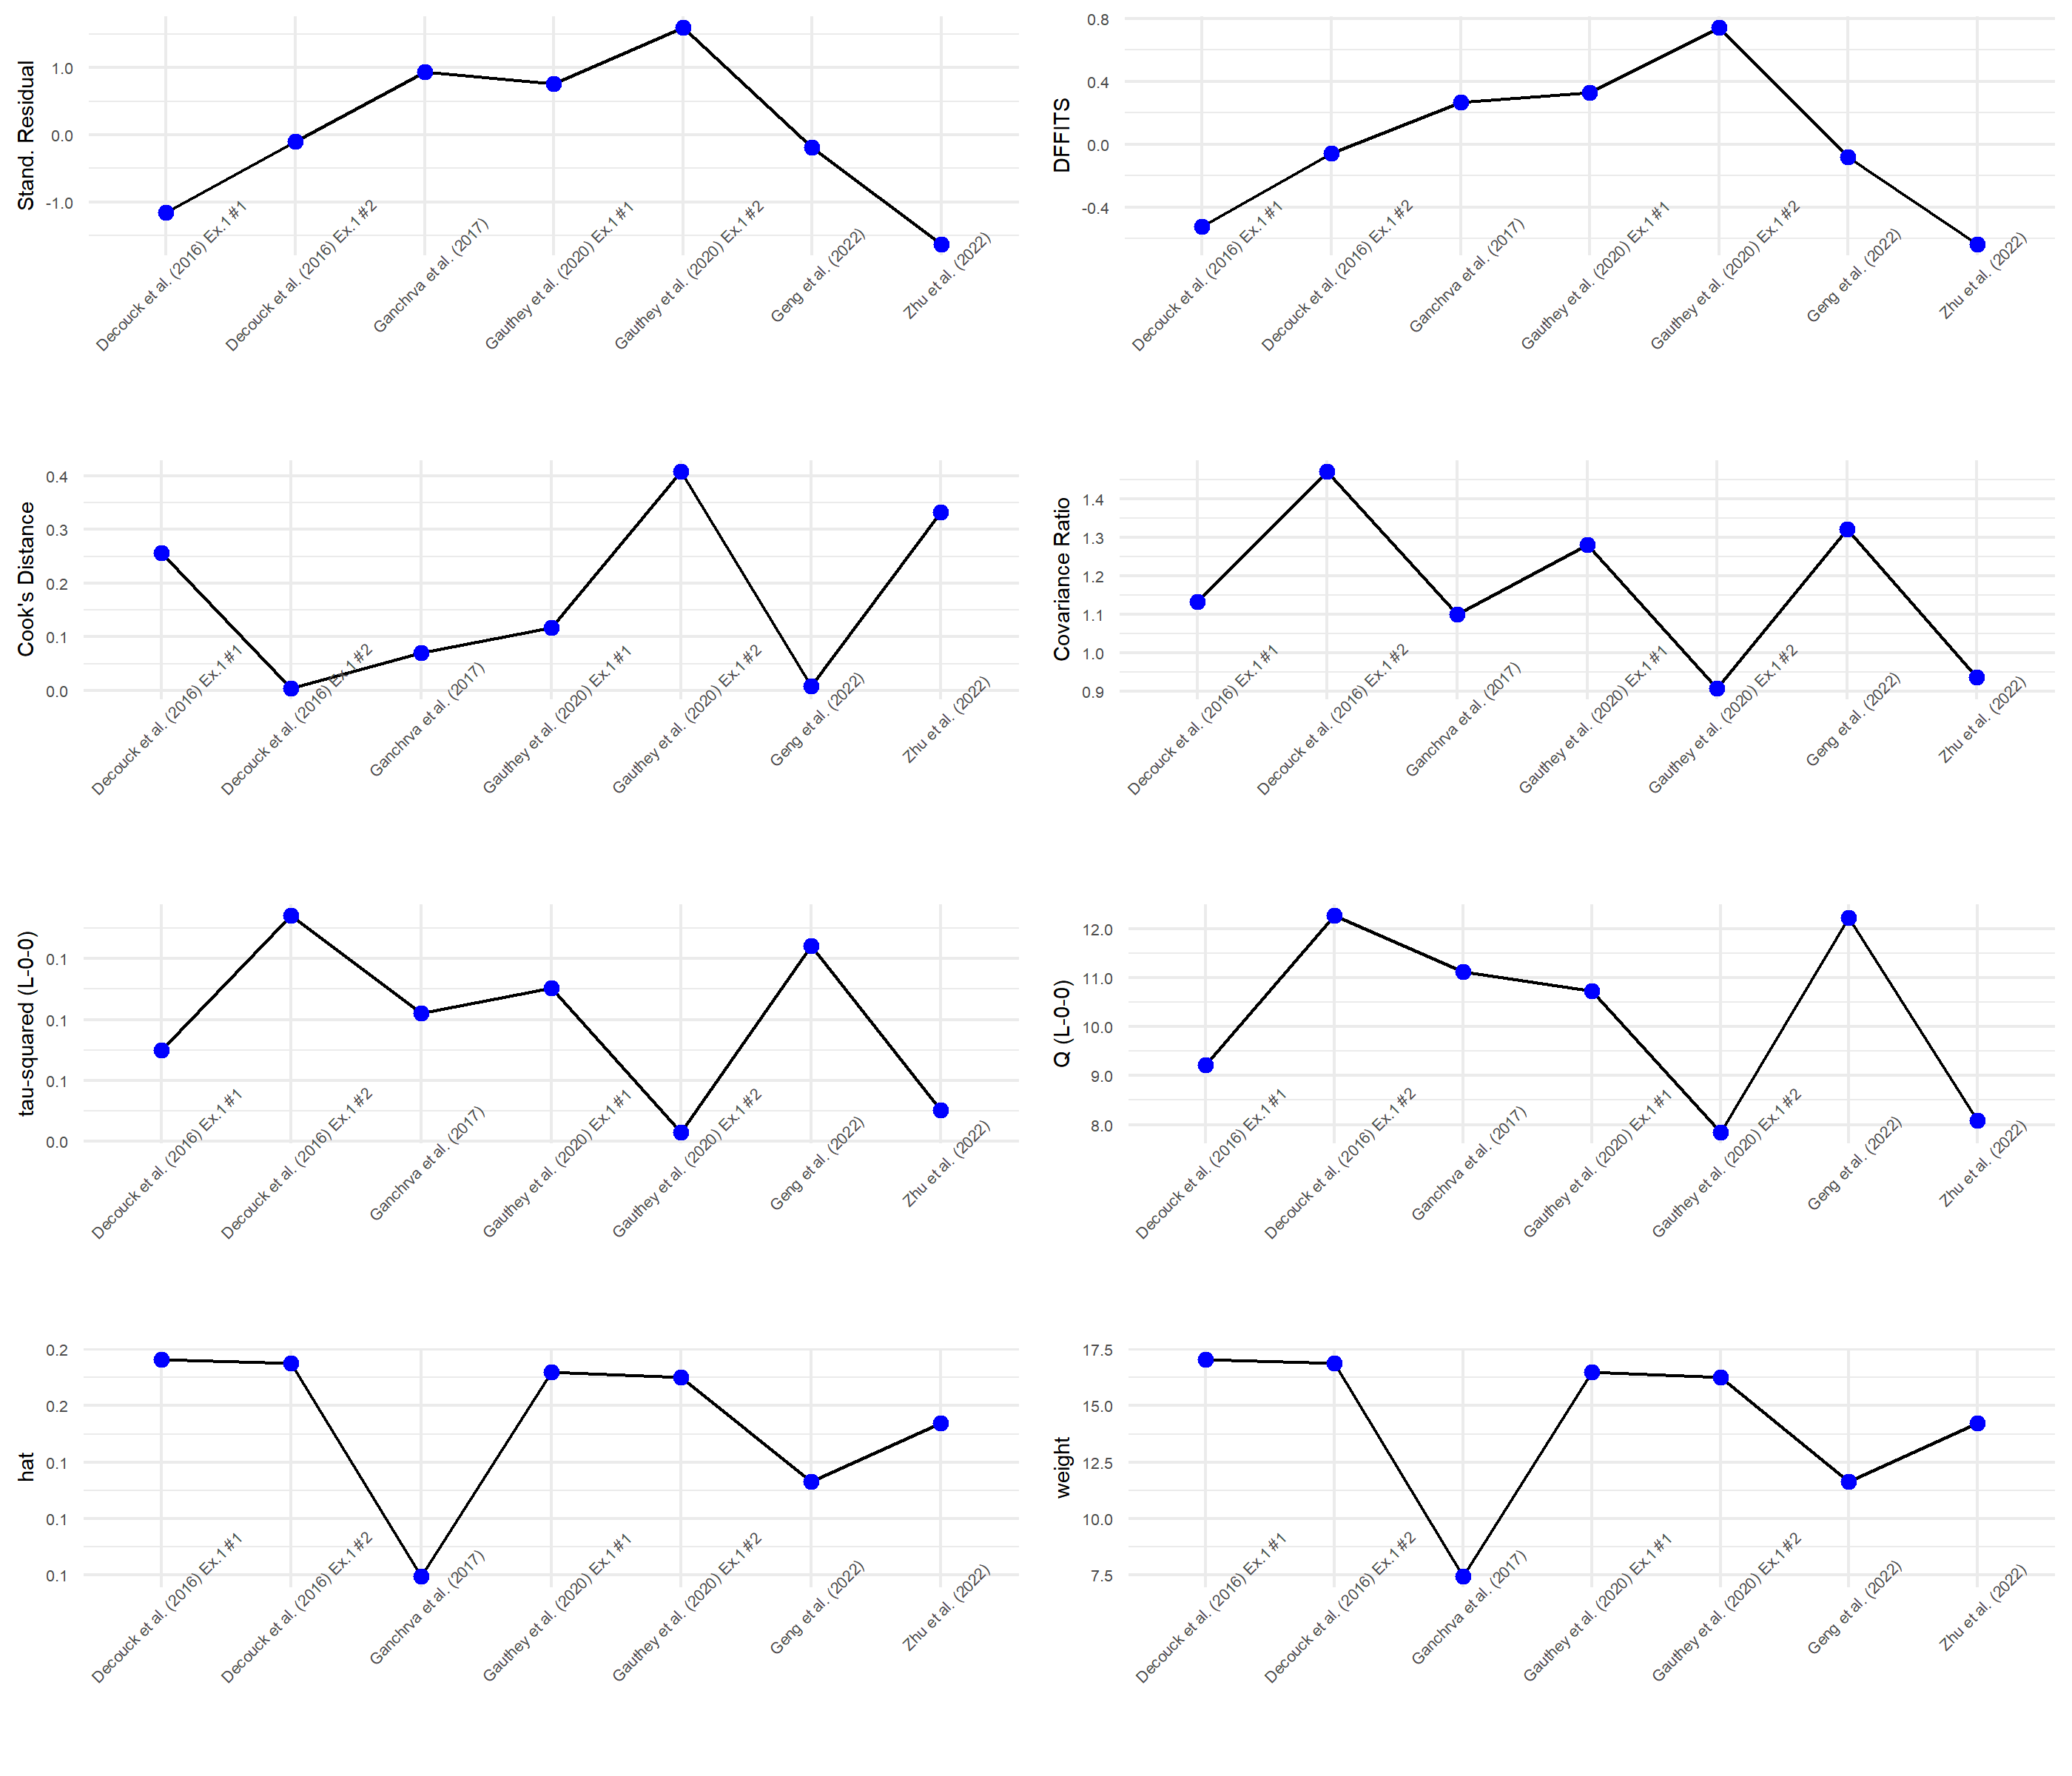 Stand. Residual
1.0
0.0
-1.0
Decouck et al. (2016) Ex.1#1
Decouck et al. (2016) Ex.1#2
Ganchrva et al. (2017)
Gauthey et al. (2020) Ex.1#1
Gauthey et al. (2020) Ex.1#2
Geng et al. (2022)
Zhu et al. (2022)
DFFITS
0.8
0.4
0.0
-0.4
Decouck et al. (2016) Ex.1#1
Decouck et al. (2016) Ex.1#2
Ganchrva et al. (2017)
Gauthey et al. (2020) Ex.1#1
Gauthey et al. (2020) Ex.1#2
Geng et al. (2022)
Zhu et al. (2022)
Cook's Distance
0.4
0.3
0.2
0.1
0.0
Decouck et al. (2016) Ex.1#1
Decouck et al. (2016) Ex.1#2
Ganchrva et al. (2017)
Gauthey et al. (2020) Ex.1#1
Gauthey et al. (2020) Ex.1#2
Geng et al. (2022)
Zhu et al. (2022)
Covariance Ratio
1.4
1.3
1.2
1.1
1.0
0.9
Decouck et al. (2016) Ex.1#1
Decouck et al. (2016) Ex.1#2
Ganchrva et al. (2017)
Gauthey et al. (2020) Ex.1#1
Gauthey et al. (2020) Ex.1#2
Geng et al. (2022)
Zhu et al. (2022)
tau-squared (L-0-0)
0.1
0.1
0.1
0.0
Decouck et al. (2016) Ex.1#1
Decouck et al. (2016) Ex.1#2
Ganchrva et al. (2017)
Gauthey et al. (2020) Ex.1#1
Gauthey et al. (2020) Ex.1#2
Geng et al. (2022)
Zhu et al. (2022)
Q (L-0-0)
12.0
11.0
10.0
9.0
8.0
Decouck et al. (2016) Ex.1#1
Decouck et al. (2016) Ex.1#2
Ganchrva et al. (2017)
Gauthey et al. (2020) Ex.1#1
Gauthey et al. (2020) Ex.1#2
Geng et al. (2022)
Zhu et al. (2022)
hat
0.2
0.2
0.1
0.1
0.1
Decouck et al. (2016) Ex.1#1
Decouck et al. (2016) Ex.1#2
Ganchrva et al. (2017)
Gauthey et al. (2020) Ex.1#1
Gauthey et al. (2020) Ex.1#2
Geng et al. (2022)
Zhu et al. (2022)
weight
17.5
15.0
12.5
10.0
7.5
Decouck et al. (2016) Ex.1#1
Decouck et al. (2016) Ex.1#2
Ganchrva et al. (2017)
Gauthey et al. (2020) Ex.1#1
Gauthey et al. (2020) Ex.1#2
Geng et al. (2022)
Zhu et al. (2022)